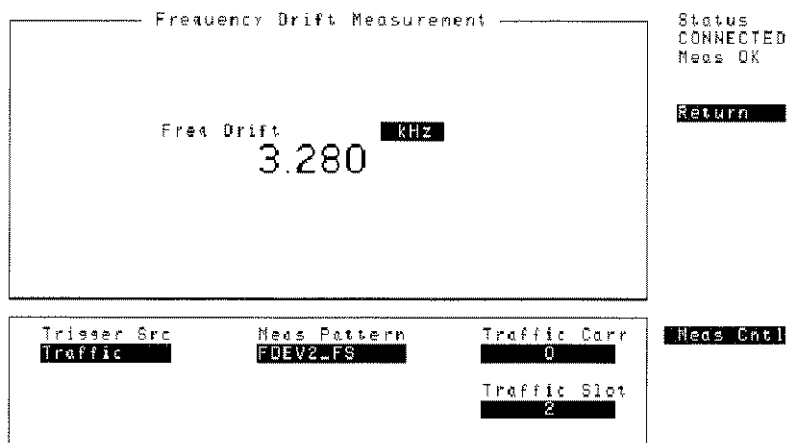 Frequency Drift Measurement
Status
CONNECTED
Meas OK
Return
Freq Drift kHz
3.280
Trigger Src
Traffic
Meas Pattern
FDEV2_FS
Traffic Carr
0
Traffic Slot
2
Meas Cntl